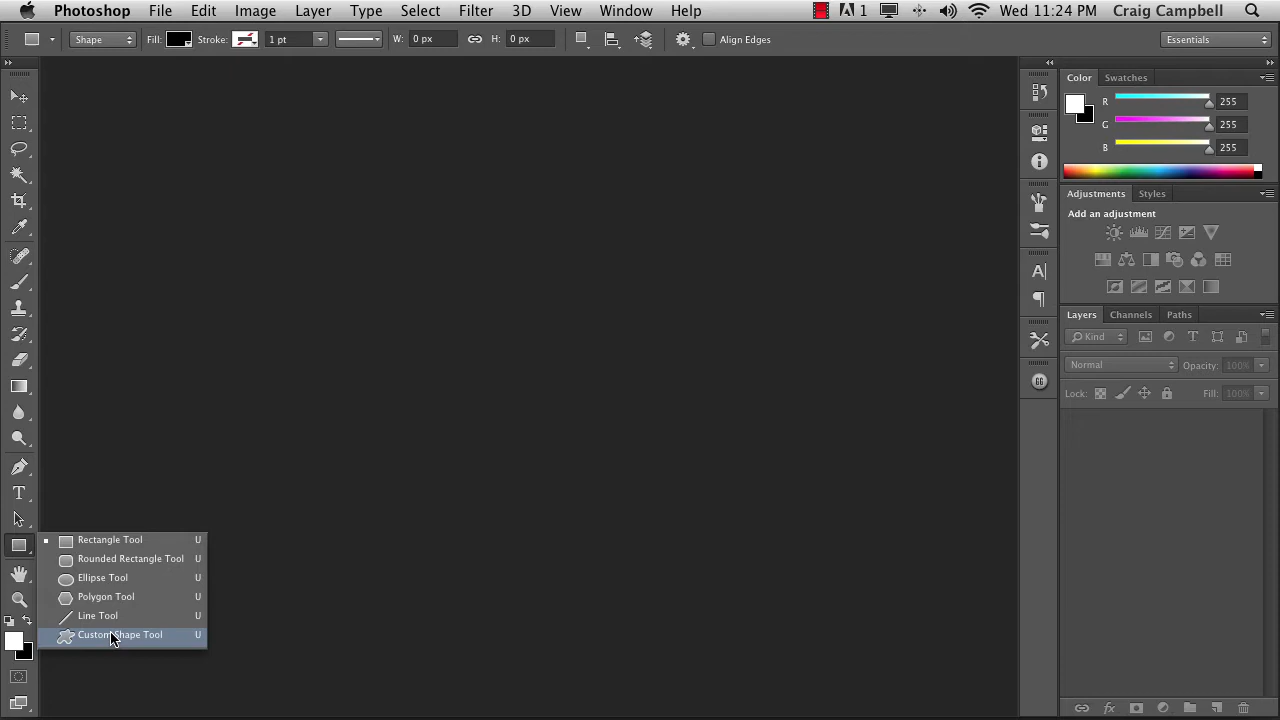 Photoshop File Edit Image Layer Type Select Filter 3D View Window Help 1 Wed 11:24 PM Craig Campbell
Shape Fill: Stroke: 1 pt W: 0 px H: 0 px Align Edges Essentials
Color Swatches
R 255
G 255
B 255
Adjustments Styles
Add an adjustment
Layers Channels Paths
Kind
Normal Opacity: 100%
Lock: Fill: 100%
Rectangle Tool U
Rounded Rectangle Tool U
Ellipse Tool U
Polygon Tool U
Line Tool U
Custom Shape Tool U